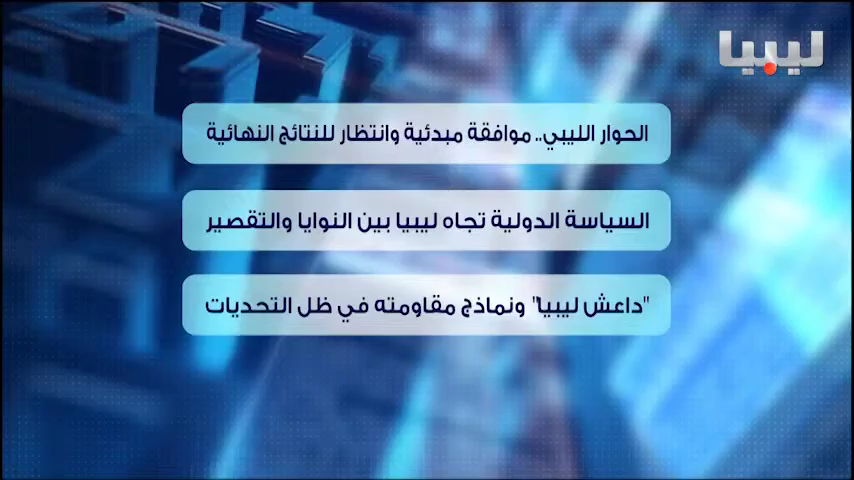 ليبيا
الحوار الليبي.. موافقة مبدئية وانتظار للنتائج النهائية
السياسة الدولية تجاه ليبيا بين النوايا والتقصير
"داعش ليبيا" ونماذج مقاومته في ظل التحديات